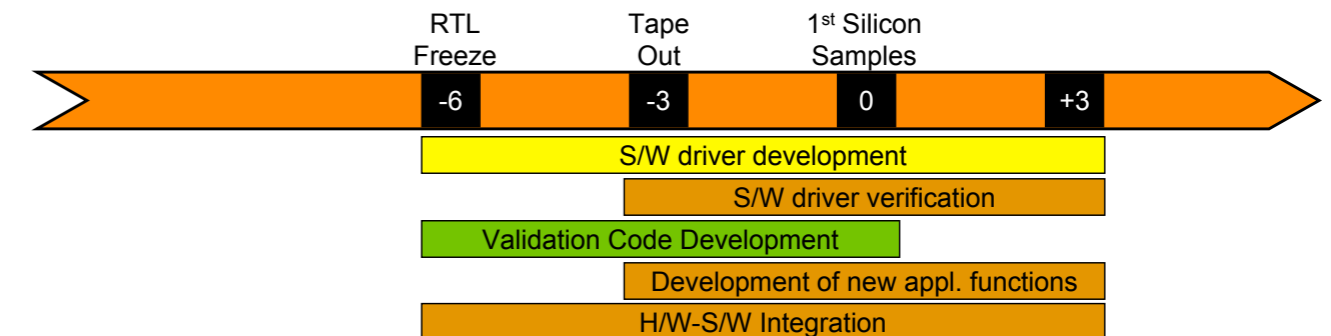 RTL Freeze
Tape Out
1st Silicon Samples
-6
-3
0
+3
S/W driver development
S/W driver verification
Validation Code Development
Development of new appl. functions
H/W-S/W Integration